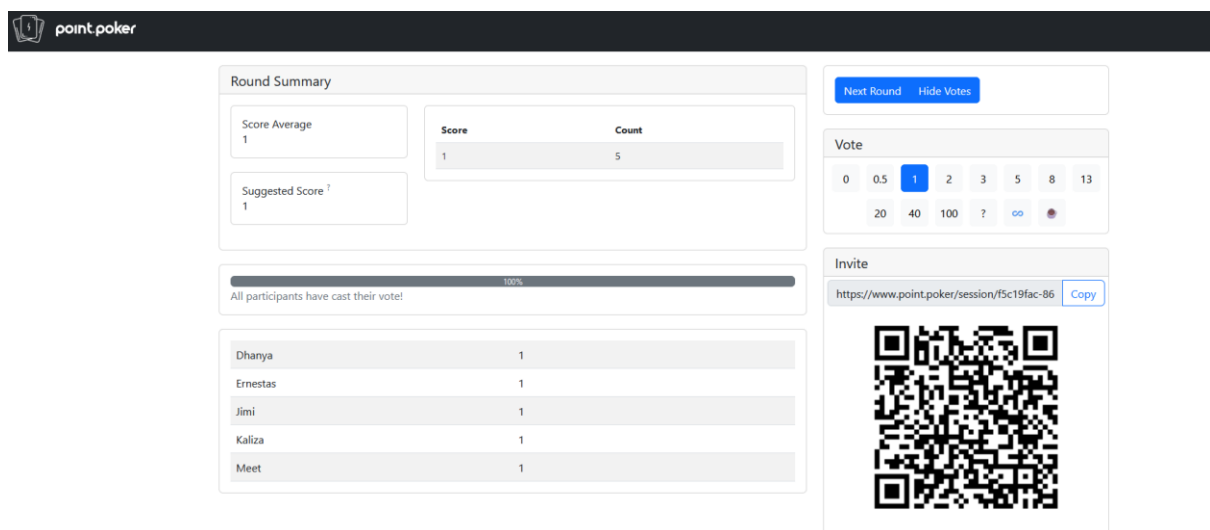 point.poker
Round Summary
Score Average
1
Suggested Score ?
1
Score Count
1 5
100%
All participants have cast their vote!
Dhanya 1
Ernestas 1
Jimi 1
Kaliza 1
Meet 1
Next Round Hide Votes
Vote
0 0.5 1 2 3 5 8 13
20 40 100 ? ∞
Invite
https://www.point.poker/session/f5c19fac-86 Copy